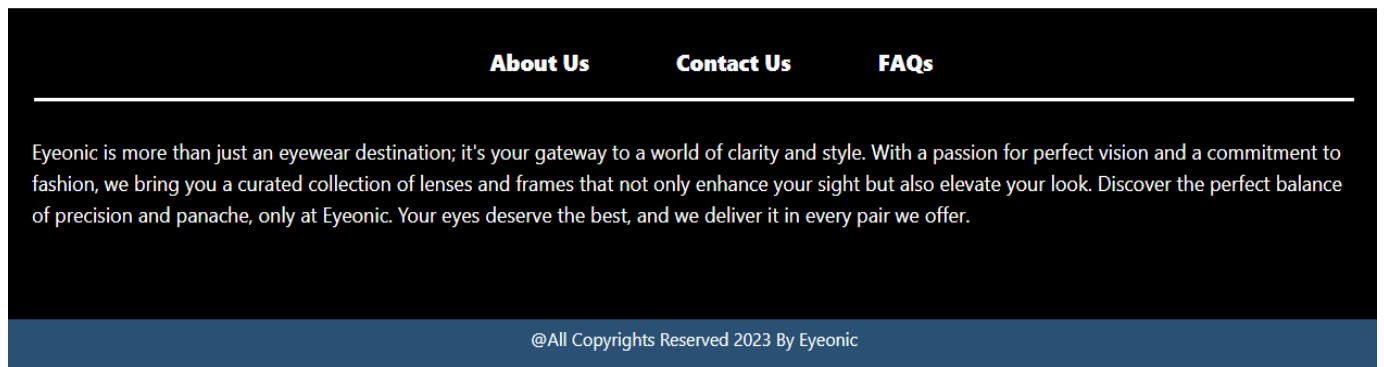 About Us Contact Us FAQs
Eyeonic is more than just an eyewear destination; it's your gateway to a world of clarity and style. With a passion for perfect vision and a commitment to
fashion, we bring you a curated collection of lenses and frames that not only enhance your sight but also elevate your look. Discover the perfect balance
of precision and panache, only at Eyeonic. Your eyes deserve the best, and we deliver it in every pair we offer.
@All Copyrights Reserved 2023 By Eyeonic